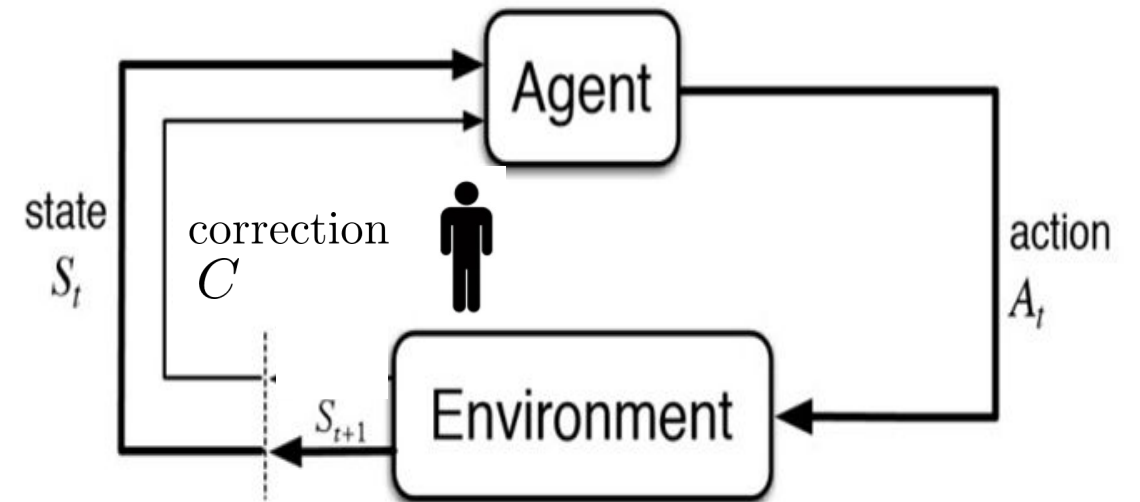 Agent
state
S_t
correction
C
action
A_t
S_{t+1}
Environment